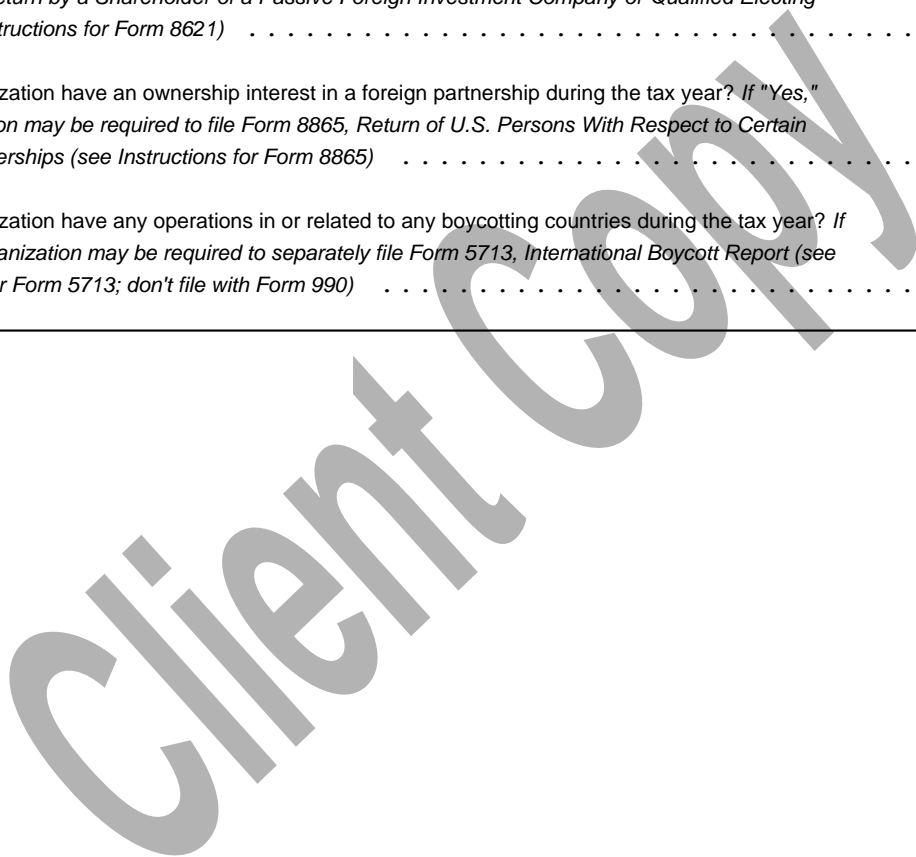 eturn by a Shareholder of a Passive Foreign Investment Company or Qualified Electing
tructions for Form 8621) . . . . . . . . . . . . . . . . . . . . . . . . . . . . . . . . . . .
zation have an ownership interest in a foreign partnership during the tax year? If "Yes,"
on may be required to file Form 8865, Return of U.S. Persons With Respect to Certain
erships (see Instructions for Form 8865) . . . . . . . . . . . . . . . . . . . . . . . . . . .
zation have any operations in or related to any boycotting countries during the tax year? If
anization may be required to separately file Form 5713, International Boycott Report (see
r Form 5713; don't file with Form 990) . . . . . . . . . . . . . . . . . . . . . . . . . . . .
Client Copy